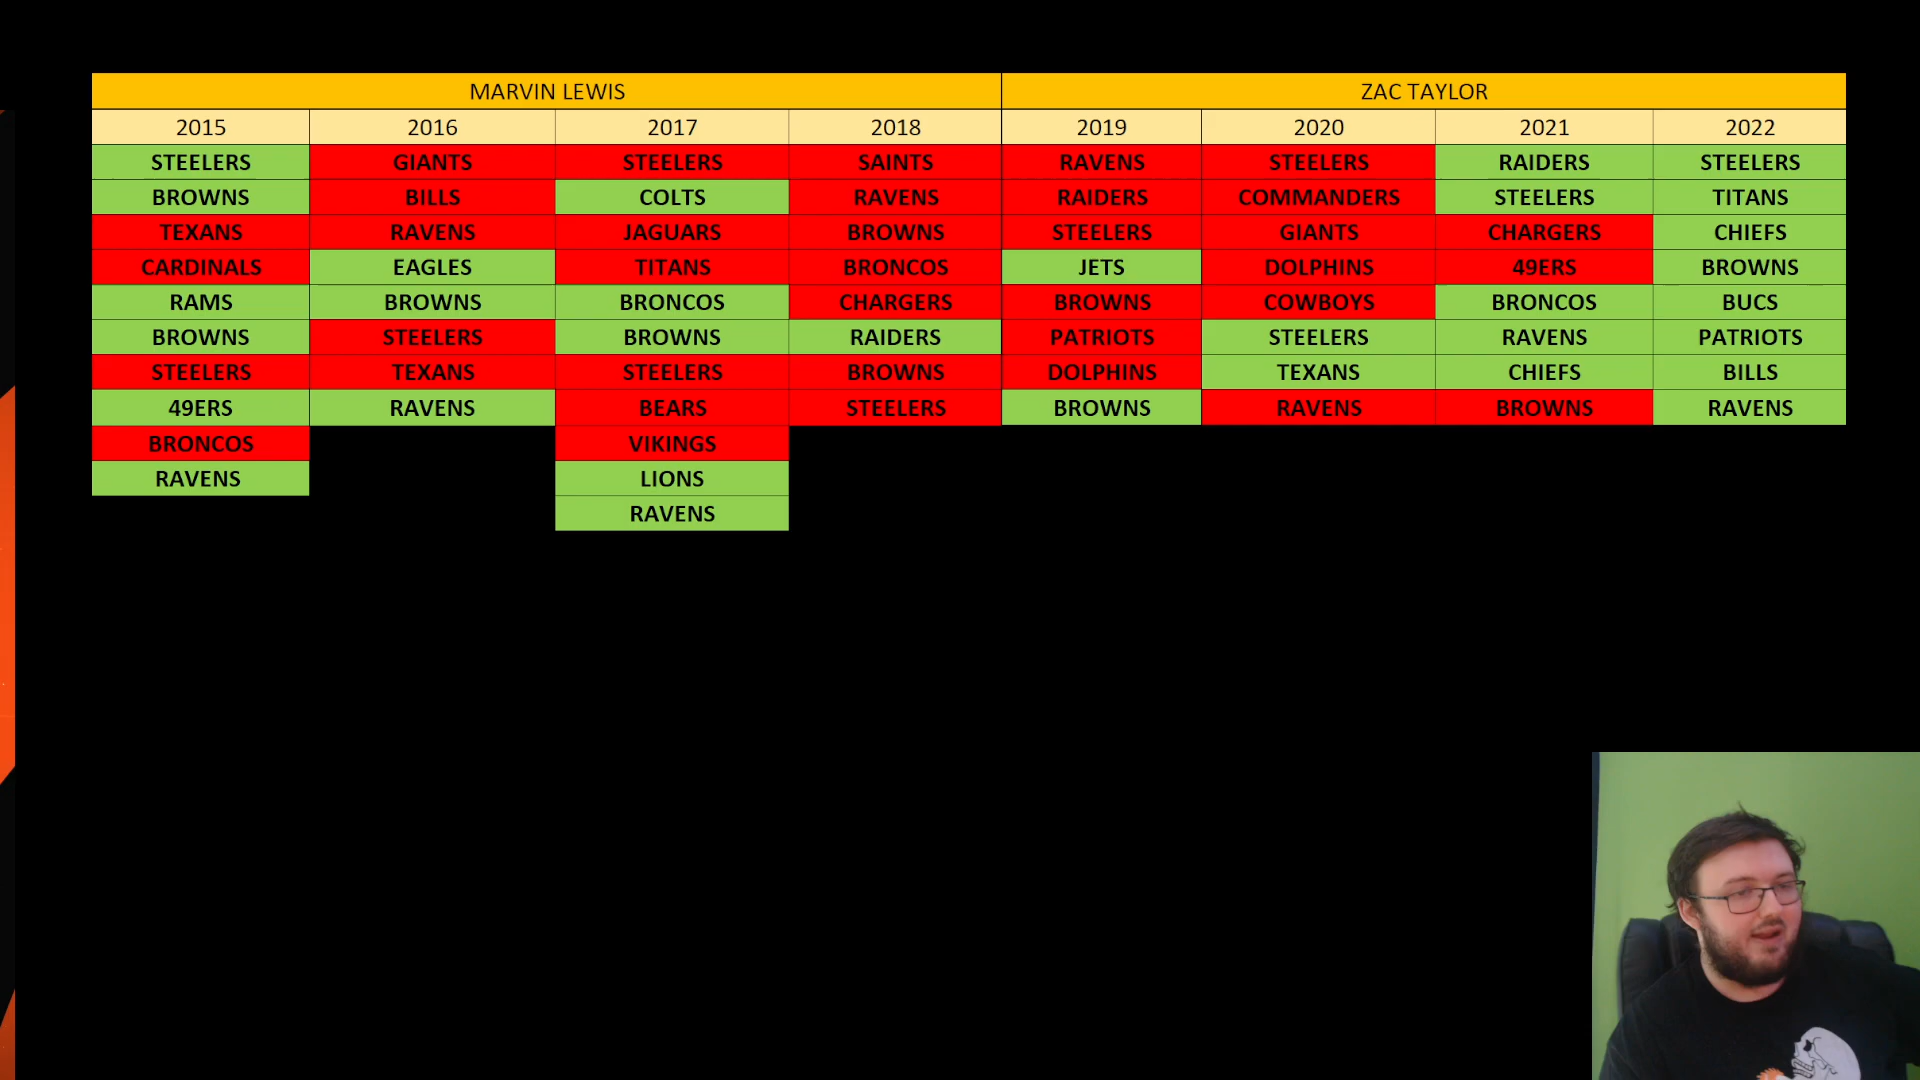 MARVIN LEWIS ZAC TAYLOR
2015 2016 2017 2018 2019 2020 2021 2022
STEELERS GIANTS STEELERS SAINTS RAVENS STEELERS RAIDERS STEELERS
BROWNS BILLS COLTS RAVENS RAIDERS COMMANDERS STEELERS TITANS
TEXANS RAVENS JAGUARS BROWNS STEELERS GIANTS CHARGERS CHIEFS
CARDINALS EAGLES TITANS BRONCOS JETS DOLPHINS 49ERS BROWNS
RAMS BROWNS BRONCOS CHARGERS BROWNS COWBOYS BRONCOS BUCS
BROWNS STEELERS BROWNS RAIDERS PATRIOTS STEELERS RAVENS PATRIOTS
STEELERS TEXANS STEELERS BROWNS DOLPHINS TEXANS CHIEFS BILLS
49ERS RAVENS BEARS STEELERS BROWNS RAVENS BROWNS RAVENS
BRONCOS VIKINGS
RAVENS LIONS
RAVENS